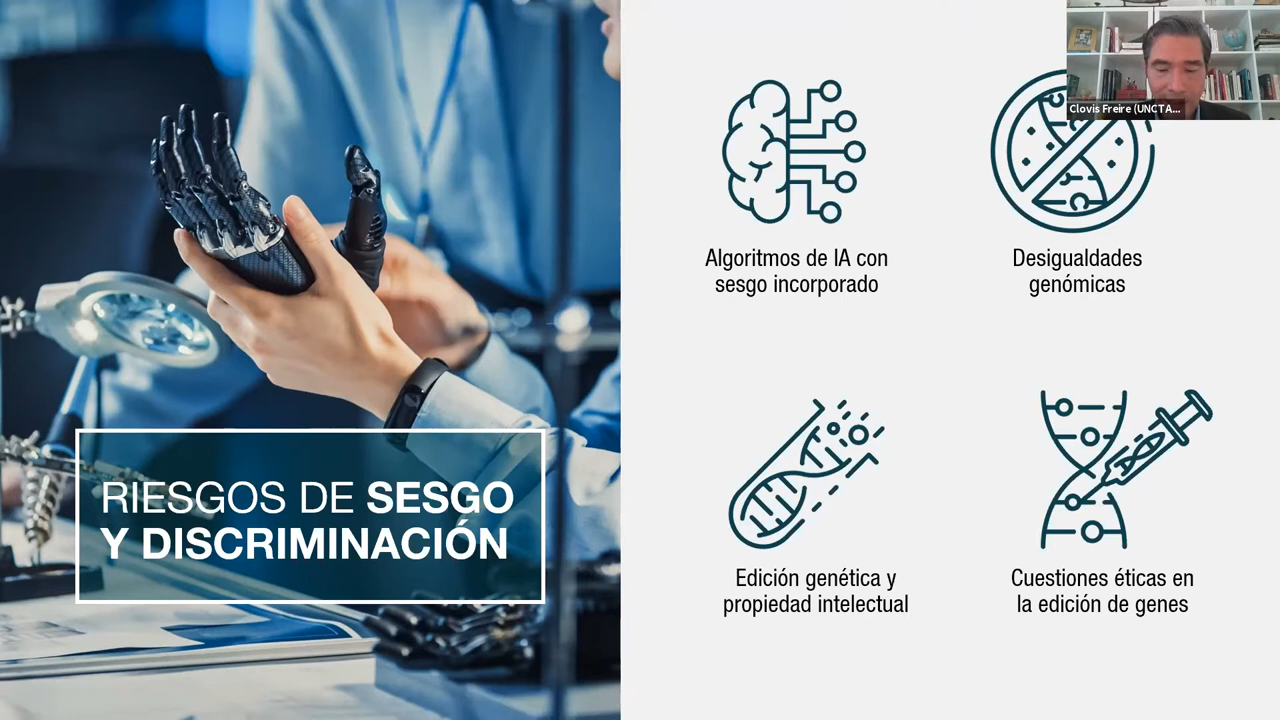 Clovis Freire (UNCTA...
Algoritmos de IA con
sesgo incorporado
Desigualdades
genómicas
RIESGOS DE SESGO
Y DISCRIMINACIÓN
Edición genética y
propiedad intelectual
Cuestiones éticas en
la edición de genes